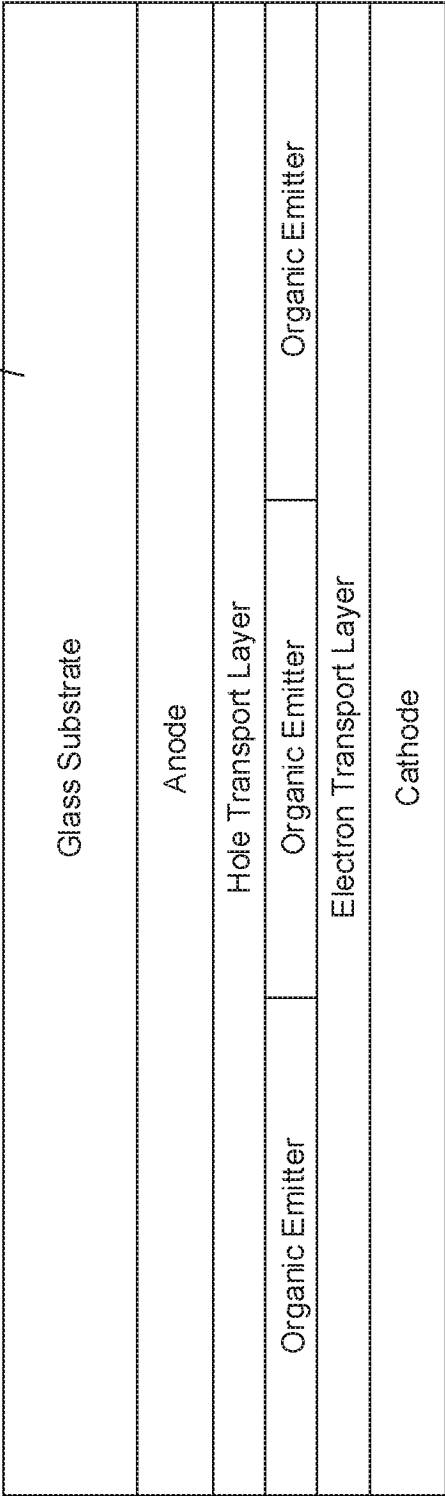 Glass Substrate
Anode
Hole Transport Layer
Organic Emitter
Organic Emitter
Organic Emitter
Electron Transport Layer
Cathode